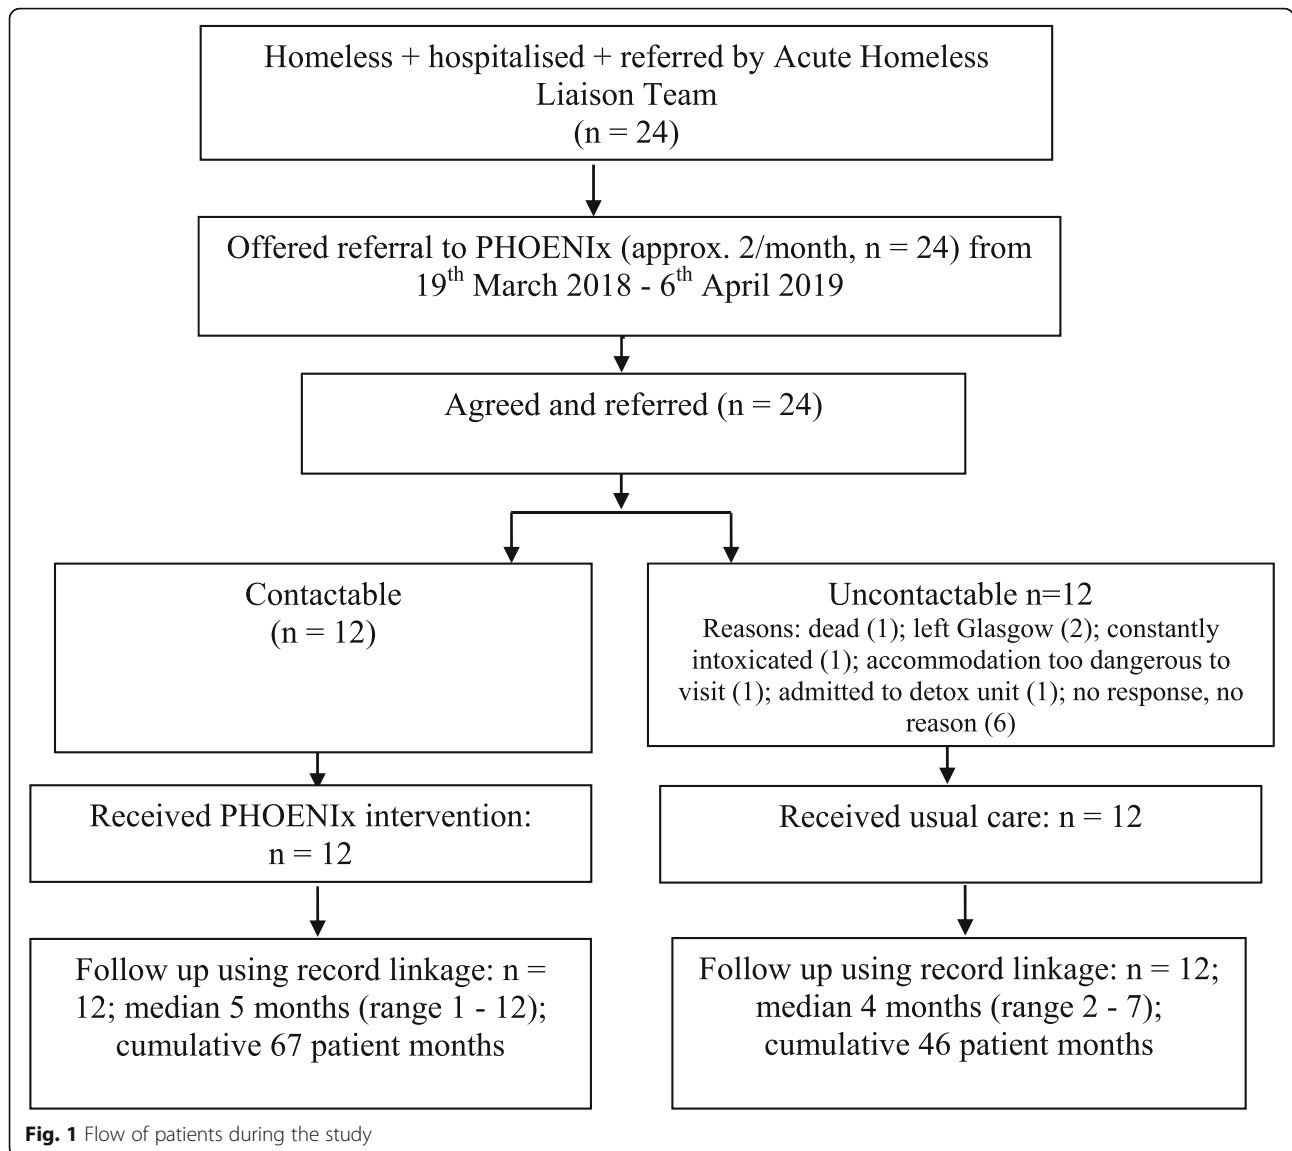 Homeless + hospitalised + referred by Acute Homeless
Liaison Team
(n = 24)
Offered referral to PHOENIx (approx. 2/month, n = 24) from
19th March 2018 - 6th April 2019
Agreed and referred (n = 24)
Contactable
(n = 12)
Uncontactable n=12
Reasons: dead (1); left Glasgow (2); constantly
intoxicated (1); accommodation too dangerous to
visit (1); admitted to detox unit (1); no response, no
reason (6)
Received PHOENIx intervention:
n = 12
Received usual care: n = 12
Follow up using record linkage: n =
12; median 5 months (range 1 - 12);
cumulative 67 patient months
Follow up using record linkage: n = 12;
median 4 months (range 2 - 7);
cumulative 46 patient months
Fig. 1 Flow of patients during the study